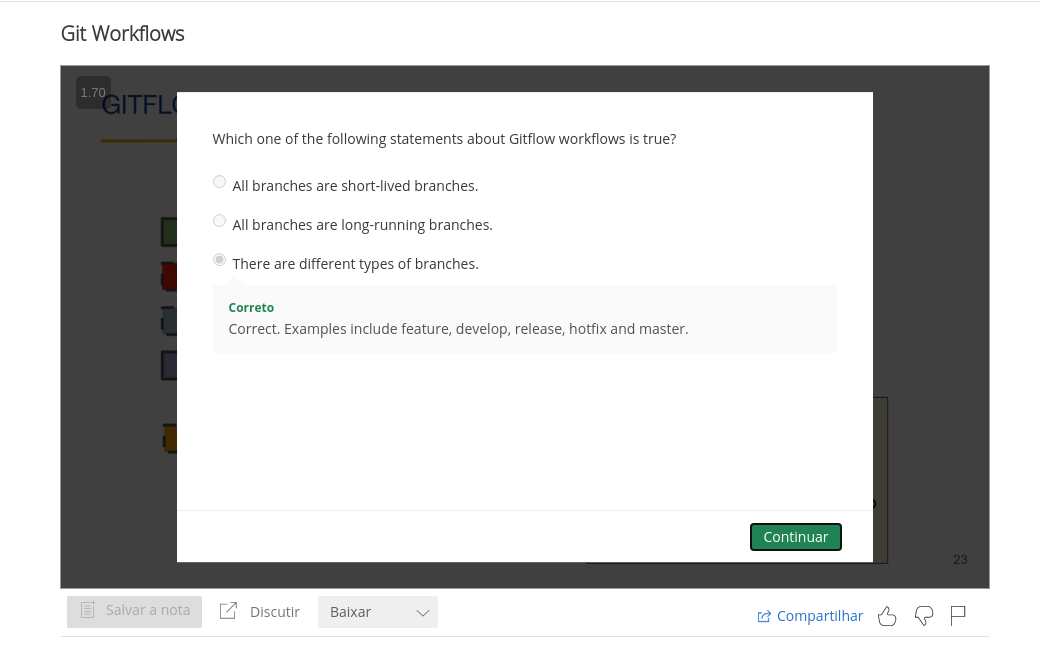 Git Workflows
1.70
Which one of the following statements about Gitflow workflows is true?
All branches are short-lived branches.
All branches are long-running branches.
There are different types of branches.
Correto
Correct. Examples include feature, develop, release, hotfix and master.
Continuar
23
Salvar a nota
Discutir
Baixar
Compartilhar